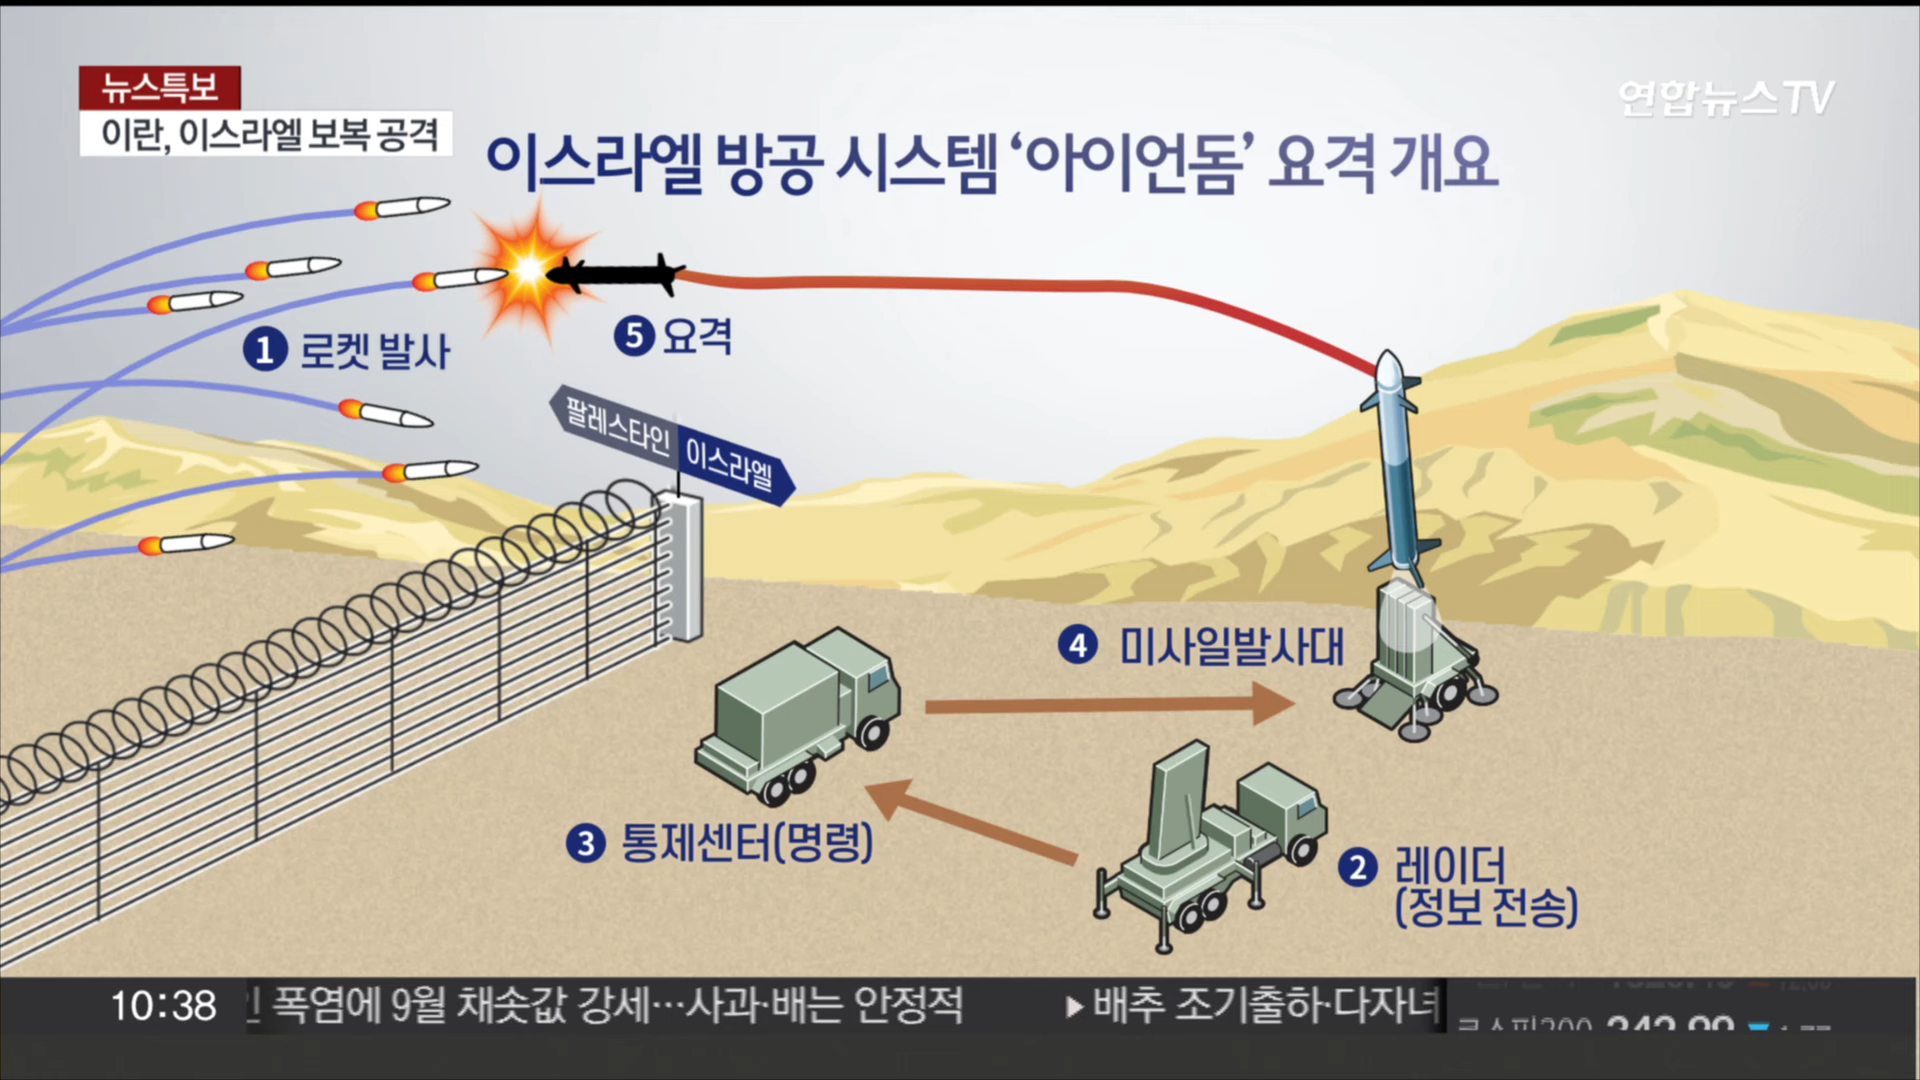 뉴스특보
이란, 이스라엘 보복 공격
연합뉴스TV
이스라엘 방공 시스템 ‘아이언돔’ 요격 개요
1 로켓 발사
5 요격
팔레스타인 이스라엘
4 미사일발사대
3 통제센터(명령)
2 레이더
(정보 전송)
10:38 폭염에 9월 채솟값 강세…사과·배는 안정적 ▶배추 조기출하·다자녀